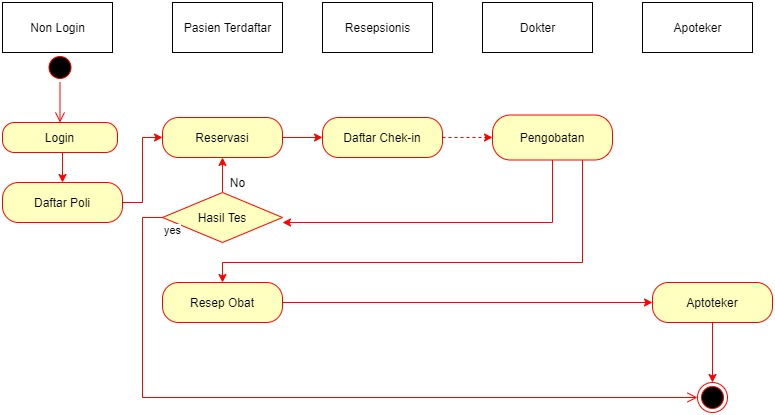 Non Login
Pasien Terdaftar
Resepsionis
Dokter
Apoteker
Login
Reservasi
Daftar Chek-in
Pengobatan
Daftar Poli
No
Hasil Tes
yes
Resep Obat
Aptoteker